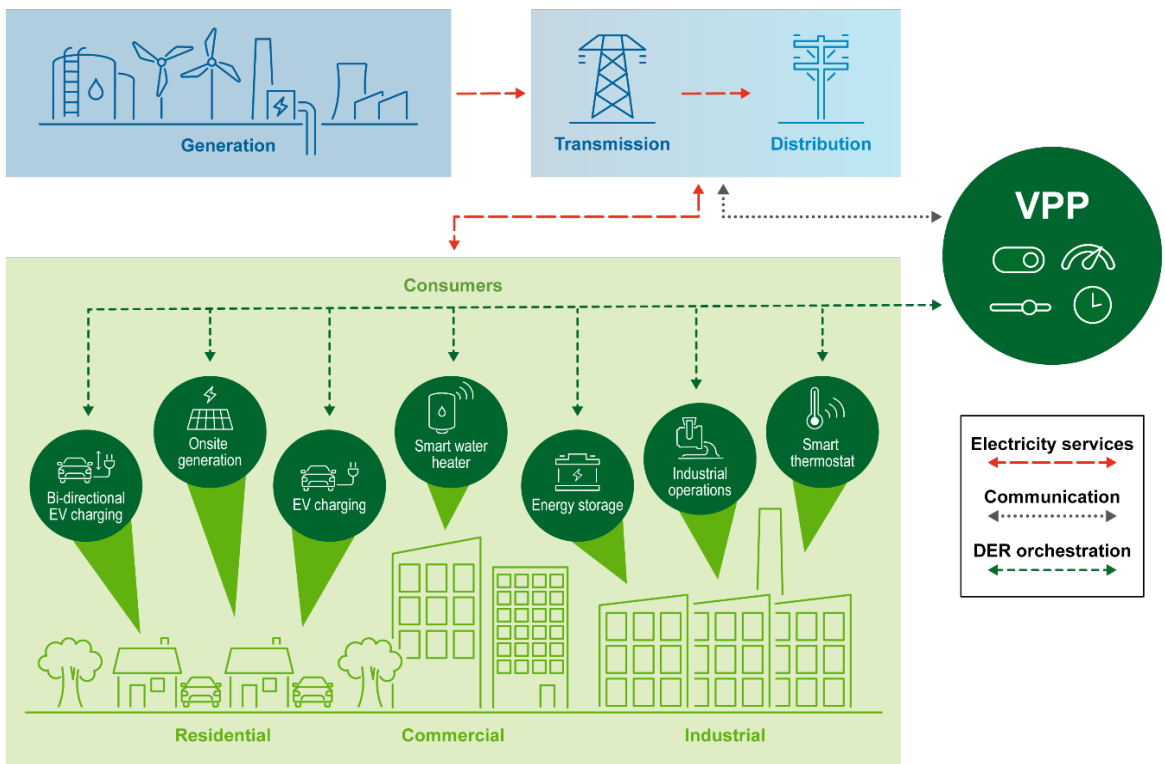 Generation
Transmission
Distribution
VPP
Consumers
Bi-directional
EV charging
Onsite
generation
EV charging
Smart water
heater
Energy storage
Industrial
operations
Smart
thermostat
Electricity services
Communication
DER orchestration
Residential
Commercial
Industrial